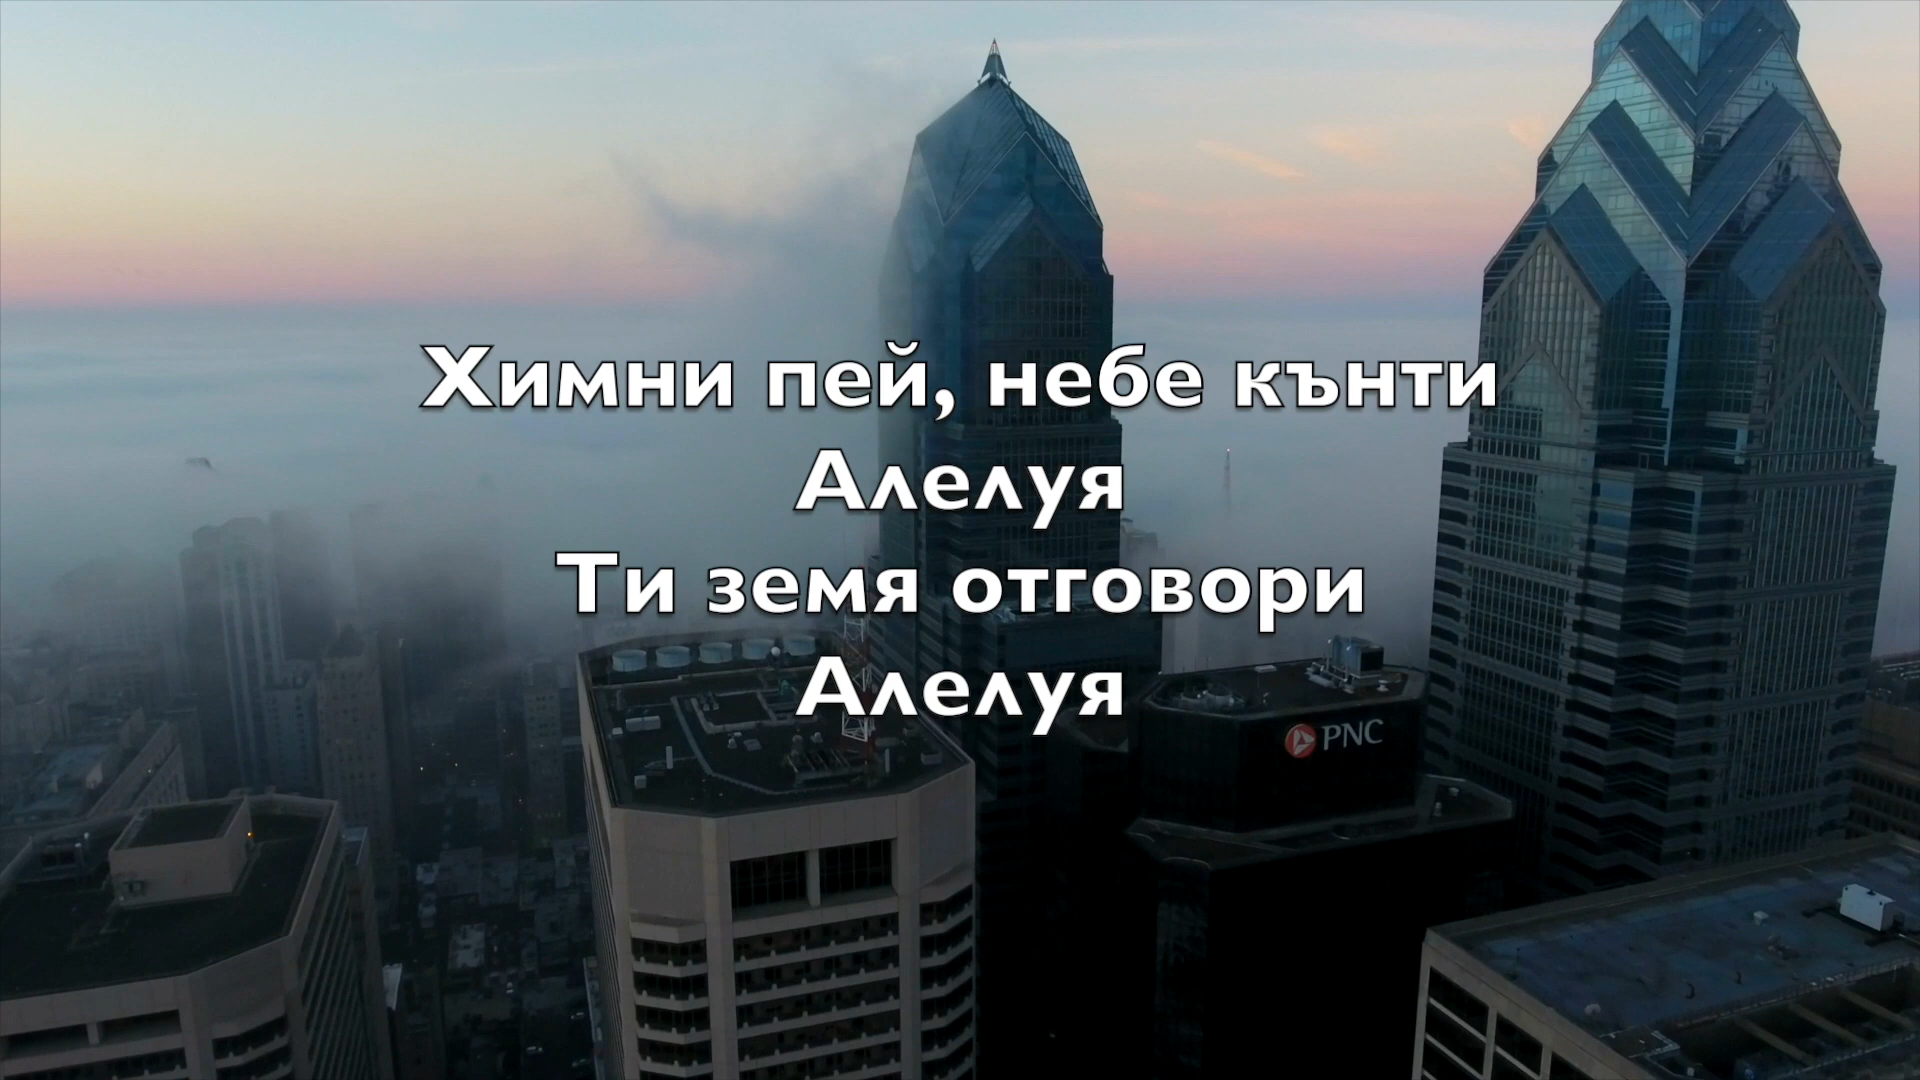 Химни пей, небе кънти
Алелуя
Ти земя отговори
Алелуя
PNC